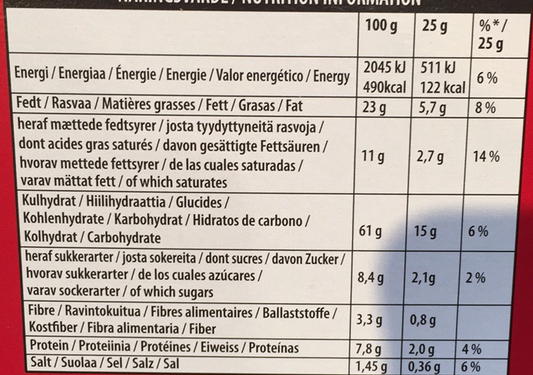 NÆRINGSVÆRDI / NUTRITION INFORMATION
100 g 25 g %*/
25 g
Energi / Energiaa / Énergie / Energie / Valor energético / Energy 2045 kJ 511 kJ 6 %
490kcal 122 kcal
Fedt / Rasvaa / Matières grasses / Fett / Grasas / Fat 23 g 5,7 g 8 %
heraf mættede fedtsyrer / josta tyydyttyneitä rasvoja /
dont acides gras saturés / davon gesättigte Fettsäuren /
hvorav mettede fettsyrer / de las cuales saturadas / 11 g 2,7 g 14 %
varav mättat fett / of which saturates
Kulhydrat / Hiilihydraattia / Glucides /
Kohlenhydrate / Karbohydrat / Hidratos de carbono /
Kolhydrat / Carbohydrate 61 g 15 g 6 %
heraf sukkerarter / josta sokereita / dont sucres / davon Zucker /
hvorav sukkerarter / de los cuales azúcares / 8,4 g 2,1g 2 %
varav sockerarter / of which sugars
Fibre / Ravintokuitua / Fibres alimentaires / Ballaststoffe /
Kostfiber / Fibra alimentaria / Fiber 3,3 g 0,8 g
Protein / Proteiinia / Protéines / Eiweiss / Proteínas 7,8 g 2,0 g 4 %
Salt / Suolaa / Sel / Salz / Sal 1,45 g 0,36 g 6 %